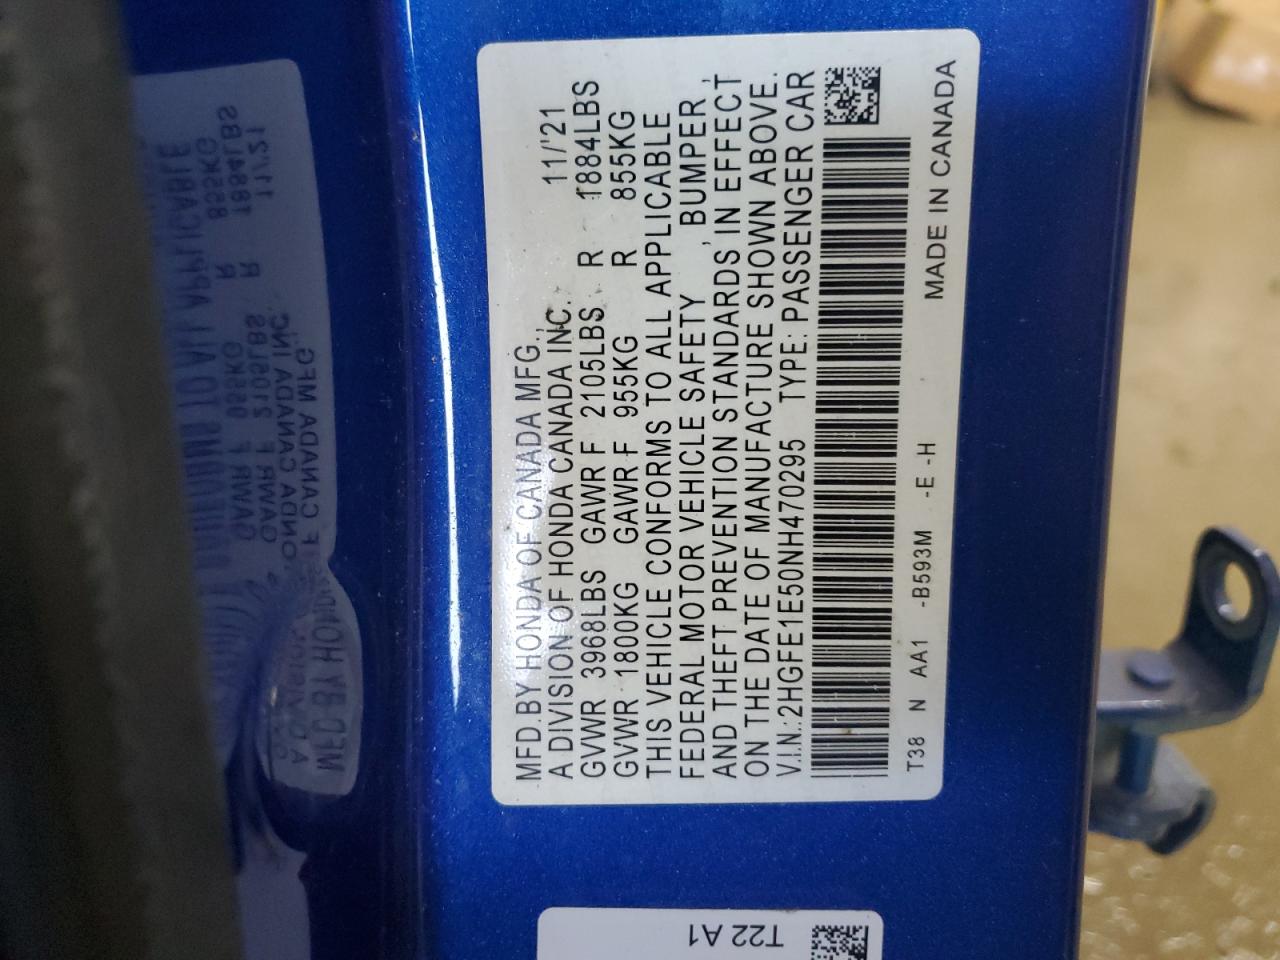 MFD.BY HONDA OF CANADA MFG., 11/'21
A DIVISION OF HONDA CANADA INC.
GVWR 3968LBS GAWR F 2105LBS R 1884LBS
GVWR 1800KG GAWR F 955KG R 855KG
THIS VEHICLE CONFORMS TO ALL APPLICABLE
FEDERAL MOTOR VEHICLE SAFETY , BUMPER ,
AND THEFT PREVENTION STANDARDS IN EFFECT
ON THE DATE OF MANUFACTURE SHOWN ABOVE.
V.I.N.: 2HGFE1E50NH470295 TYPE: PASSENGER CAR
T38 N AA1 -B593M -E -H MADE IN CANADA
T22 A1